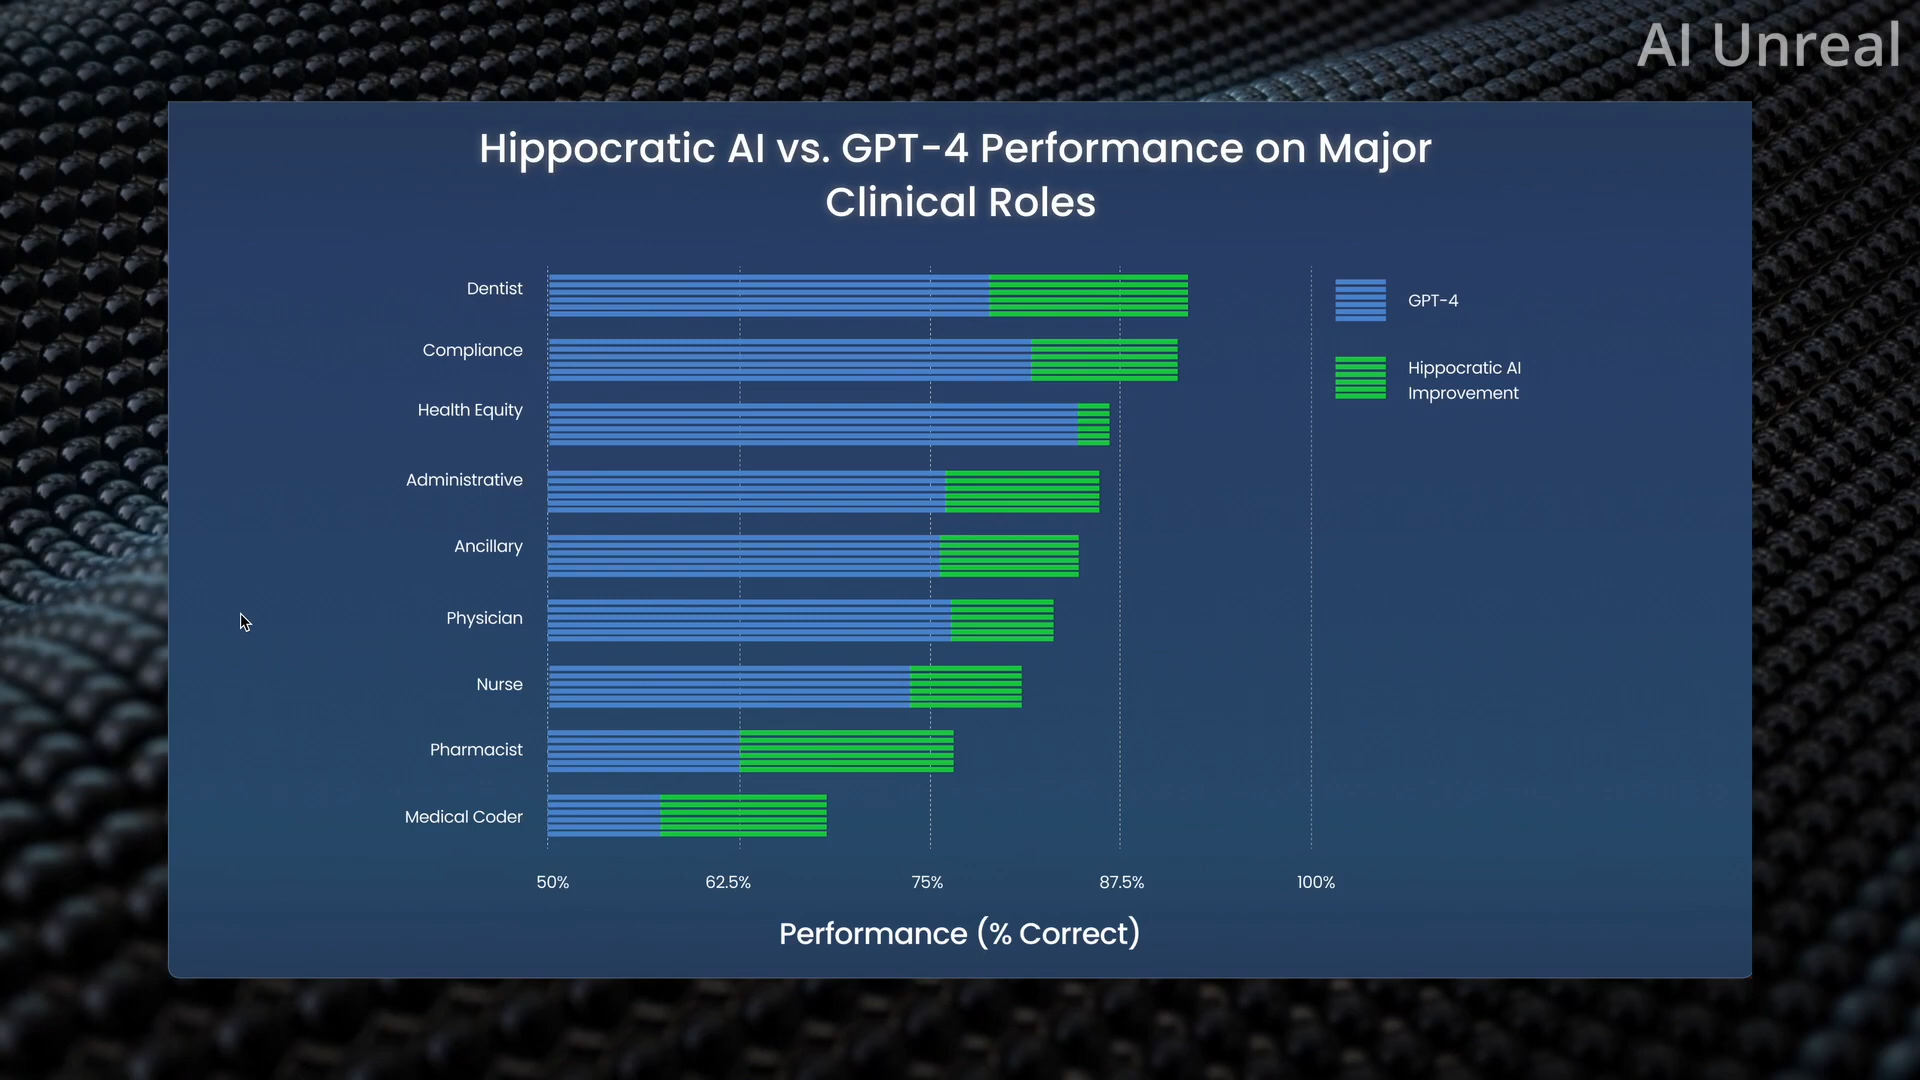 AI Unreal
Hippocratic AI vs. GPT-4 Performance on Major
Clinical Roles
Dentist
Compliance
Health Equity
Administrative
Ancillary
Physician
Nurse
Pharmacist
Medical Coder
GPT-4
Hippocratic AI
Improvement
50% 62.5% 75% 87.5% 100%
Performance (% Correct)